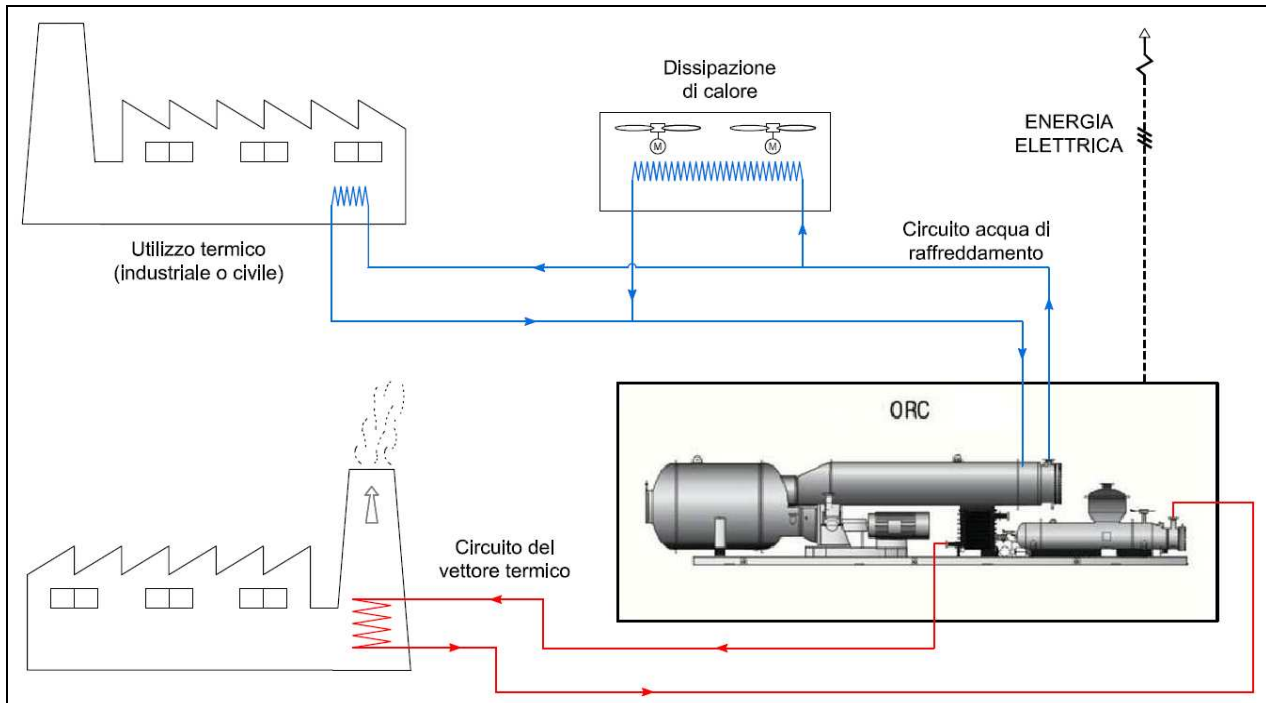 Dissipazione
di calore
M
M
ENERGIA
ELETTRICA
Utilizzo termico
(industriale o civile)
Circuito acqua di
raffreddamento
ORC
Circuito del
vettore termico